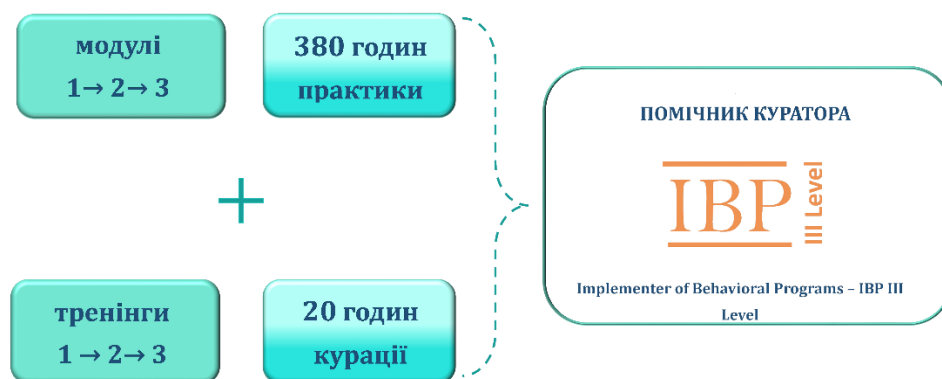 модулі
1→ 2→ 3
380 годин
практики
+
тренінги
1 → 2→ 3
20 годин
курації
ПОМІЧНИК КУРАТОРА
IBP
III Level
Implementer of Behavioral Programs – IBP III
Level